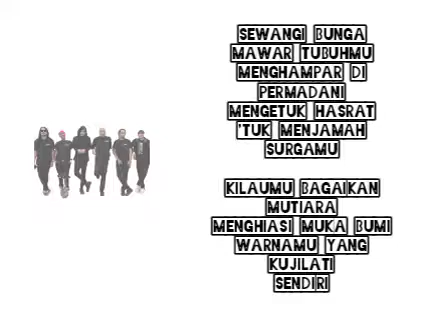 SEWANGI BUNGA
MAWAR TUBUHMU
MENGHAMPAR DI
PERMADANI
MENGETUK HASRAT
'TUK MENJAMAH
SURGAMU
KILAUMU BAGAIKAN
MUTIARA
MENGHIASI MUKA BUMI
WARNAMU YANG
KUJILATI
SENDIRI